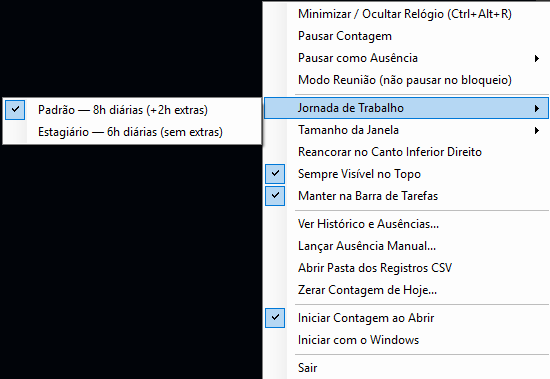 Minimizar / Ocultar Relógio (Ctrl+Alt+R)
Pausar Contagem
Pausar como Ausência
Modo Reunião (não pausar no bloqueio)
Jornada de Trabalho
Padrão — 8h diárias (+2h extras)
Estagiário — 6h diárias (sem extras)
Tamanho da Janela
Reancorar no Canto Inferior Direito
Sempre Visível no Topo
Manter na Barra de Tarefas
Ver Histórico e Ausências...
Lançar Ausência Manual...
Abrir Pasta dos Registros CSV
Zerar Contagem de Hoje...
Iniciar Contagem ao Abrir
Iniciar com o Windows
Sair